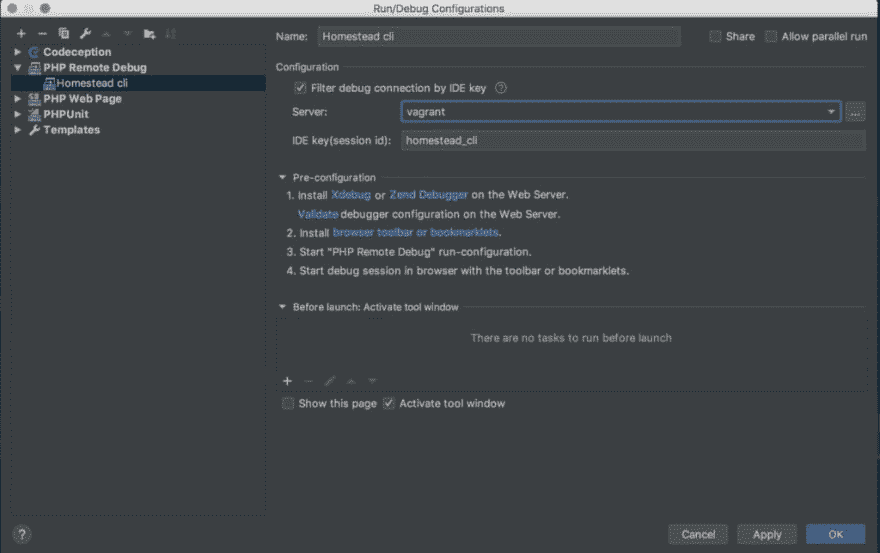 Run/Debug Configurations
Name: Homestead cli
Share
Allow parallel run
Codeception
PHP Remote Debug
Homestead cli
PHP Web Page
PHPUnit
Templates
Configuration
Filter debug connection by IDE key
Server: vagrant
...
IDE key(session id): homestead_cli
Pre-configuration
1. Install Xdebug or Zend Debugger on the Web Server.
Validate debugger configuration on the Web Server.
2. Install browser toolbar or bookmarklets.
3. Start "PHP Remote Debug" run-configuration.
4. Start debug session in browser with the toolbar or bookmarklets.
Before launch: Activate tool window
There are no tasks to run before launch
Show this page
Activate tool window
?
Cancel
Apply
OK